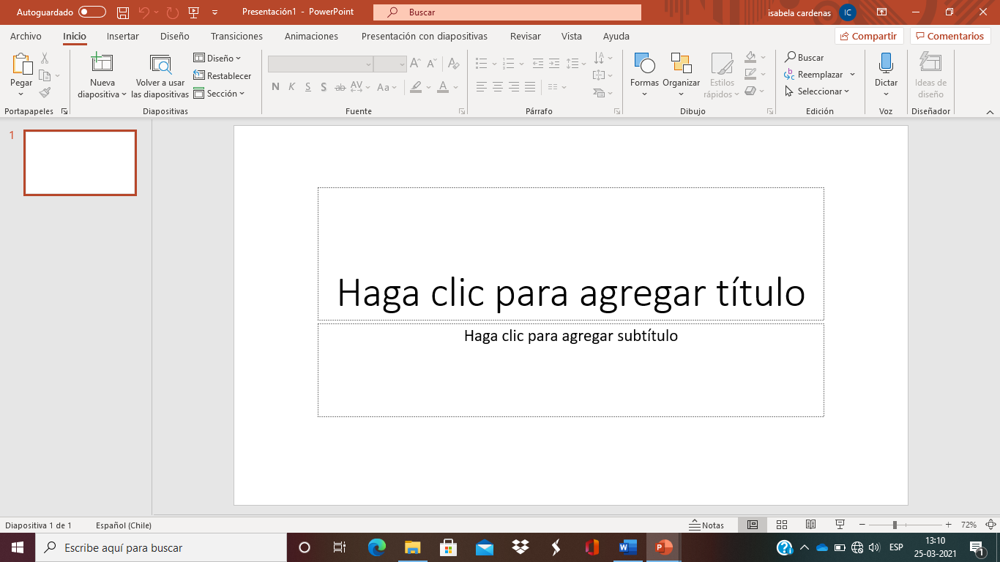 Autoguardado
Presentación1 - PowerPoint
Buscar
isabela cardenas
IC
Archivo Inicio Insertar Diseño Transiciones Animaciones Presentación con diapositivas Revisar Vista Ayuda
Compartir
Comentarios
Pegar
Portapapeles
Nueva
diapositiva
Volver a usar
las diapositivas
Diseño
Restablecer
Sección
Diapositivas
N K S S ab AV Aa A
Fuente
Párrafo
Formas
Organizar
Estilos
rápidos
Dibujo
Buscar
Reemplazar
Seleccionar
Edición
Dictar
Voz
Ideas de
diseño
Diseñador
1
Haga clic para agregar título
Haga clic para agregar subtítulo
Diapositiva 1 de 1
Español (Chile)
Notas
72%
Escribe aquí para buscar
ESP
13:10
25-03-2021
1